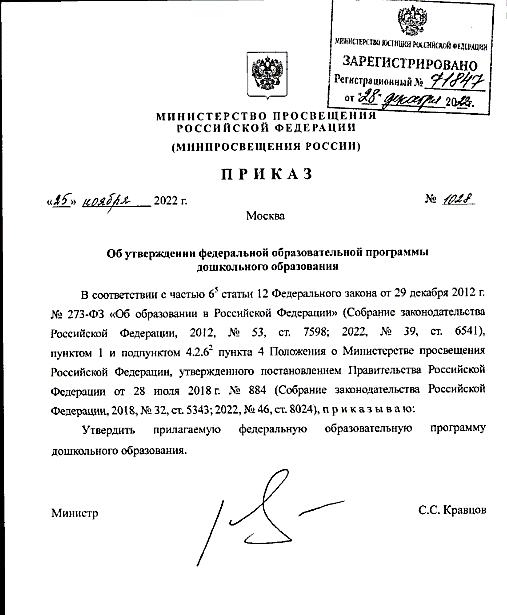 МИНИСТЕРСТВО ЮСТИЦИИ РОССИЙСКОЙ ФЕДЕРАЦИИ
ЗАРЕГИСТРИРОВАНО
Регистрационный № 71847
от "28" декабря 2022г.
МИНИСТЕРСТВО ПРОСВЕЩЕНИЯ
РОССИЙСКОЙ ФЕДЕРАЦИИ
(МИНПРОСВЕЩЕНИЯ РОССИИ)
ПРИКАЗ
«25» ноября 2022 г. № 1028
Москва
Об утверждении федеральной образовательной программы
дошкольного образования
В соответствии с частью 6⁵ статьи 12 Федерального закона от 29 декабря 2012 г.
№ 273-ФЗ «Об образовании в Российской Федерации» (Собрание законодательства
Российской Федерации, 2012, № 53, ст. 7598; 2022, № 39, ст. 6541),
пунктом 1 и подпунктом 4.2.6² пункта 4 Положения о Министерстве просвещения
Российской Федерации, утвержденного постановлением Правительства Российской
Федерации от 28 июля 2018 г. № 884 (Собрание законодательства Российской
Федерации, 2018, № 32, ст. 5343; 2022, № 46, ст. 8024), п р и к а з ы в а ю:
Утвердить прилагаемую федеральную образовательную программу
дошкольного образования.
Министр С.С. Кравцов